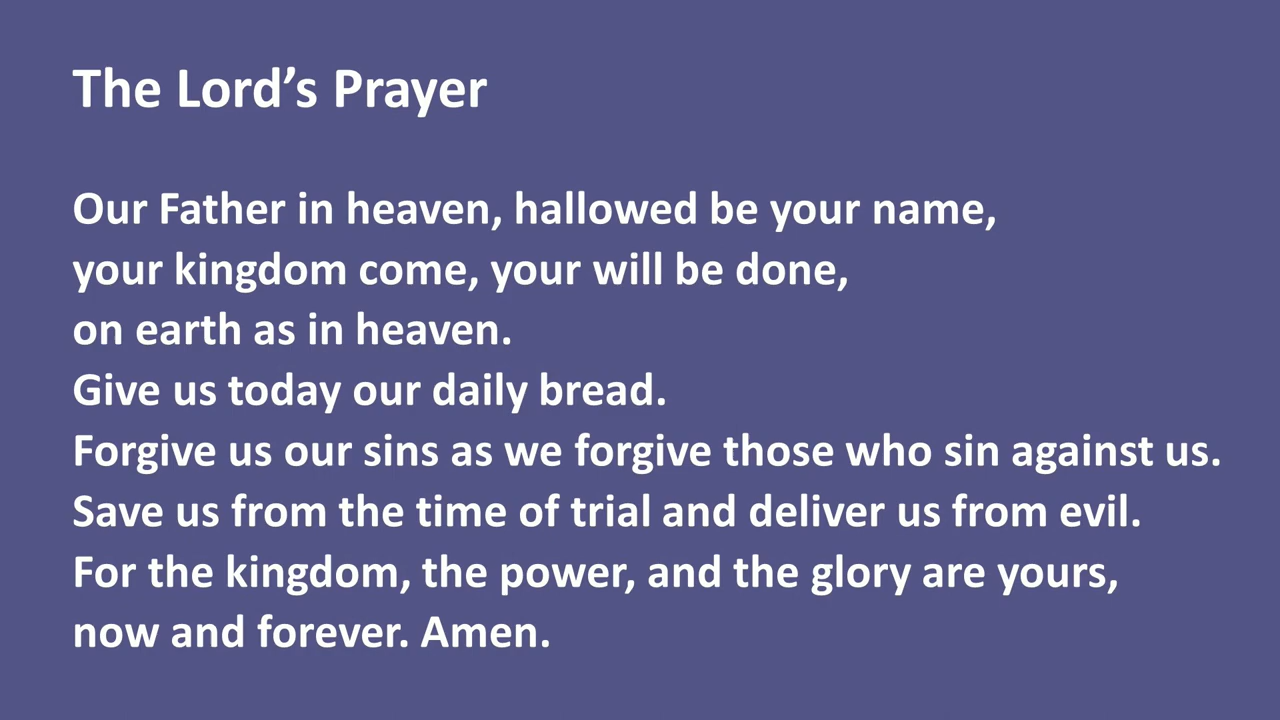 The Lord’s Prayer
Our Father in heaven, hallowed be your name,
your kingdom come, your will be done,
on earth as in heaven.
Give us today our daily bread.
Forgive us our sins as we forgive those who sin against us.
Save us from the time of trial and deliver us from evil.
For the kingdom, the power, and the glory are yours,
now and forever. Amen.